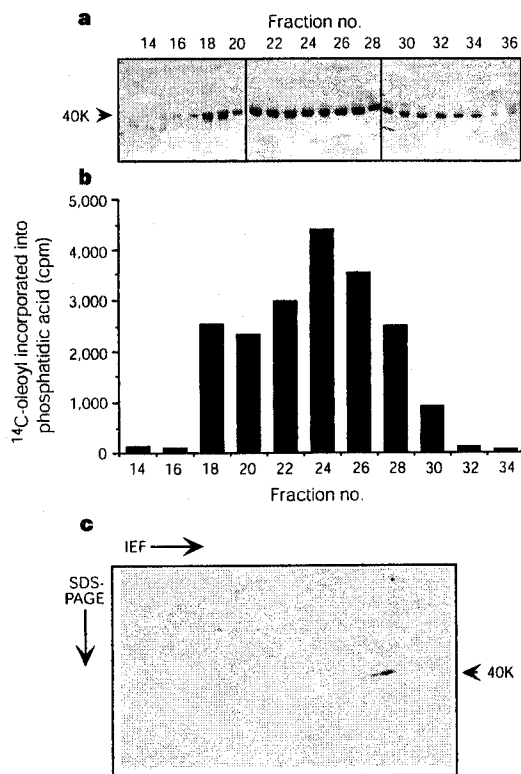 a
Fraction no.
14 16 18 20 22 24 26 28 30 32 34 36
40K
b
¹⁴C-oleoyl incorporated into
phosphatidic acid (cpm)
5,000
4,000
3,000
2,000
1,000
0
14 16 18 20 22 24 26 28 30 32 34
Fraction no.
c
IEF
SDS-
PAGE
40K